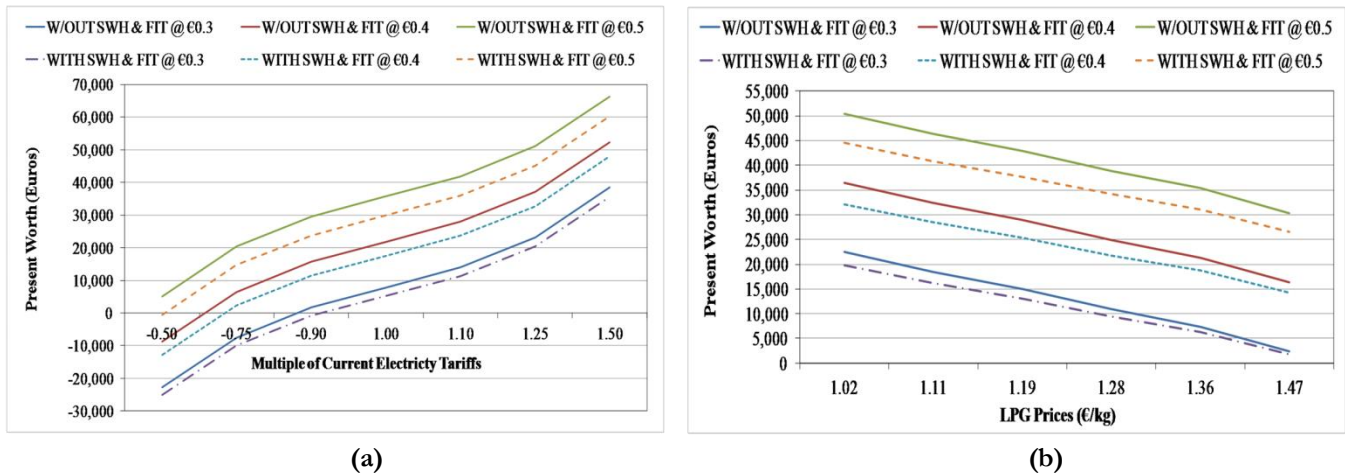 W/OUT SWH & FIT @ €0.3 W/OUT SWH & FIT @ €0.4 W/OUT SWH & FIT @ €0.5
WITH SWH & FIT @ €0.3 WITH SWH & FIT @ €0.4 WITH SWH & FIT @ €0.5
Present Worth (Euros)
70,000
60,000
50,000
40,000
30,000
20,000
10,000
0
-10,000
-20,000
-30,000
-0.50 -0.75 -0.90 1.00 1.10 1.25 1.50
Multiple of Current Electricty Tariffs
(a)
W/OUT SWH & FIT @ €0.3 W/OUT SWH & FIT @ €0.4 W/OUT SWH & FIT @ €0.5
WITH SWH & FIT @ €0.3 WITH SWH & FIT @ €0.4 WITH SWH & FIT @ €0.5
Present Worth (Euros)
55,000
50,000
45,000
40,000
35,000
30,000
25,000
20,000
15,000
10,000
5,000
0
1.02 1.11 1.19 1.28 1.36 1.47
LPG Prices (€/kg)
(b)